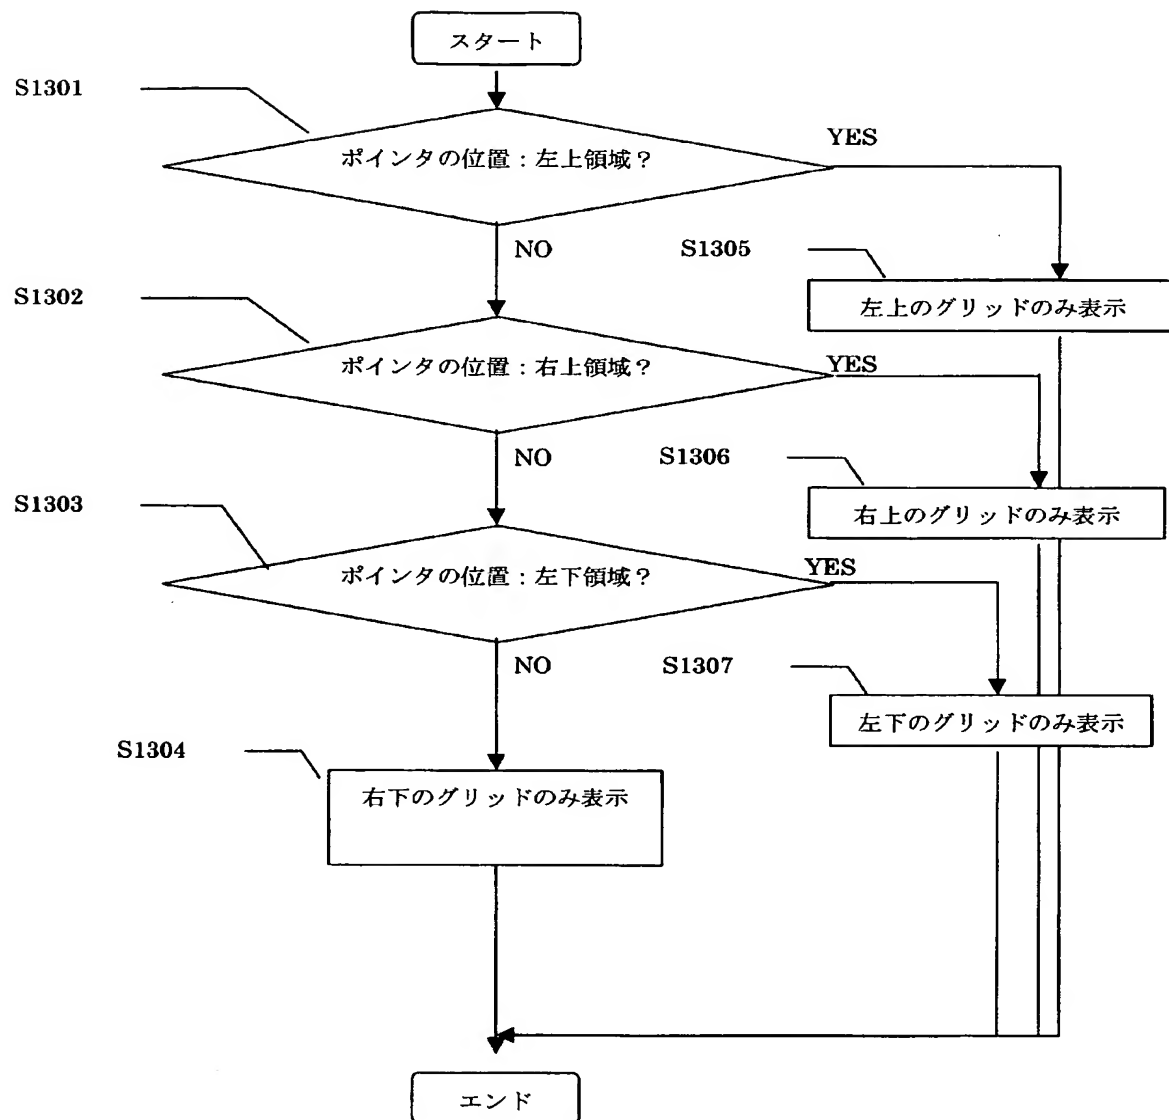 スタート
S1301
ポインタの位置：左上領域？
YES
NO
S1305
左上のグリッドのみ表示
S1302
ポインタの位置：右上領域？
YES
NO
S1306
右上のグリッドのみ表示
S1303
ポインタの位置：左下領域？
YES
NO
S1307
左下のグリッドのみ表示
S1304
右下のグリッドのみ表示
エンド